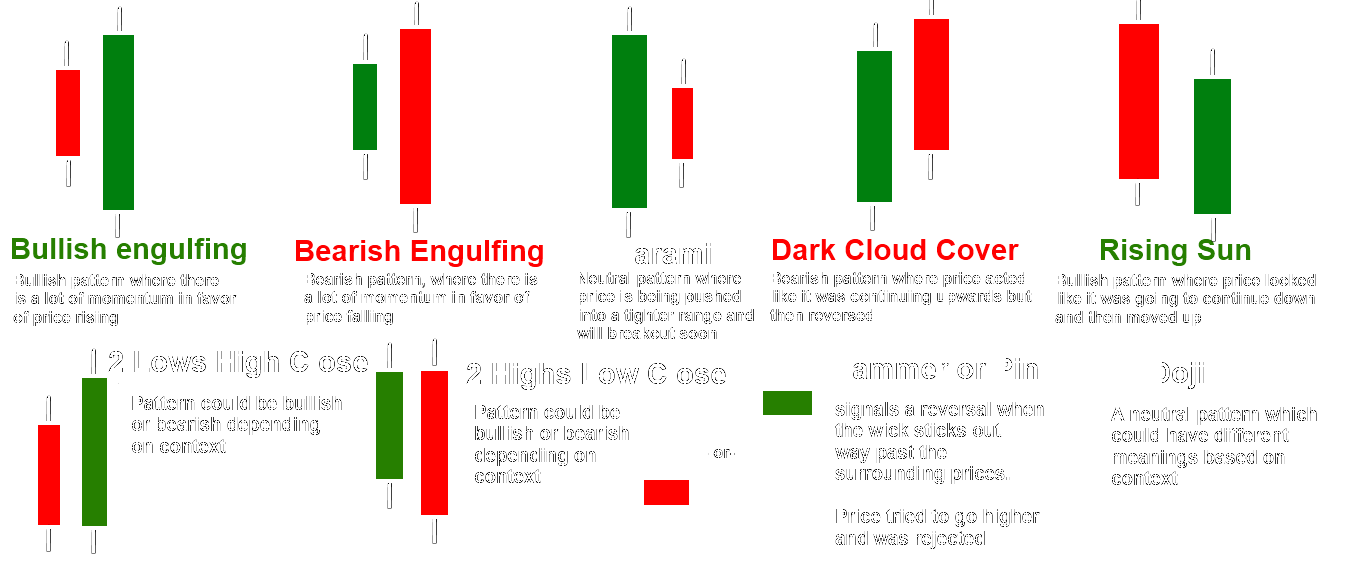 Bullish engulfing
Bullish pattern where there
is a lot of momentum in favor
of price rising
Bearish Engulfing
Bearish pattern, where there is
a lot of momentum in favor of
price falling
arami
Neutral pattern where
price is being pushed
into a tighter range and
will breakout soon
Dark Cloud Cover
Bearish pattern where price acted
like it was continuing upwards but
then reversed
Rising Sun
Bullish pattern where price looked
like it was going to continue down
and then moved up
2 Lows High Close
Pattern could be bullish
or bearish depending
on context
2 Highs Low Close
Pattern could be
bullish or bearish
depending on
context
-or-
ammer or Pin
signals a reversal when
the wick sticks out
way past the
surrounding prices.
Price tried to go higher
and was rejected
Doji
A neutral pattern which
could have different
meanings based on
context